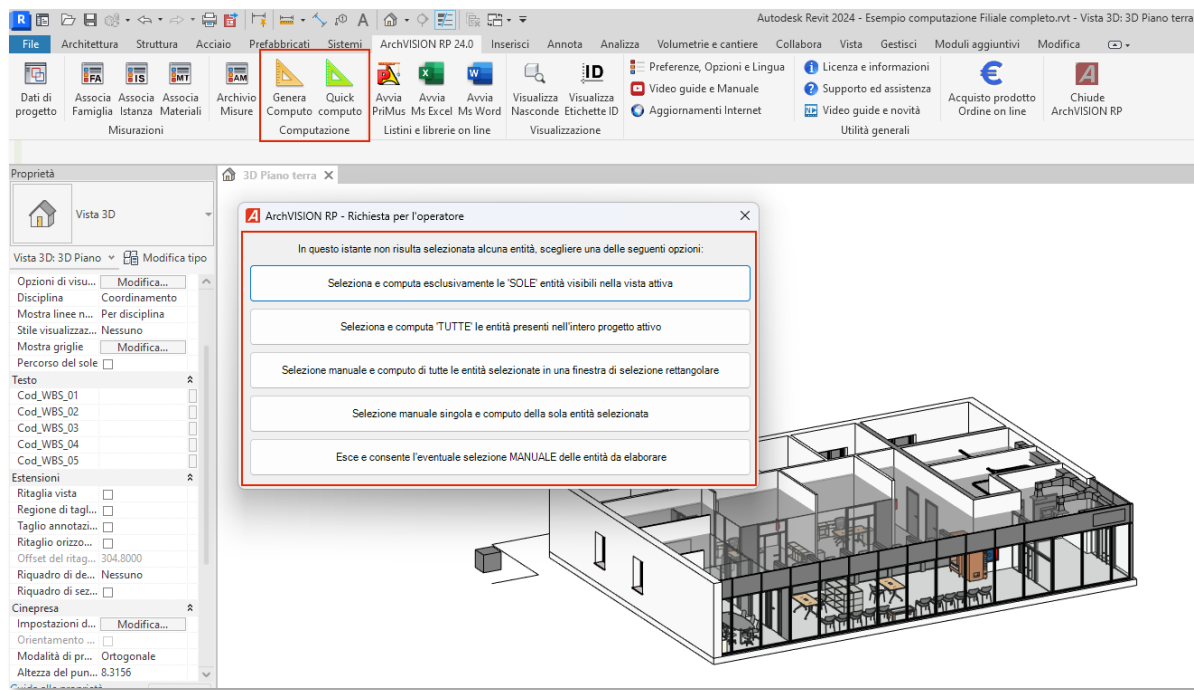 Autodesk Revit 2024 - Esempio computazione Filiale completo.rvt - Vista 3D: 3D Piano terra
File Architettura Struttura Acciaio Prefabbricati Sistemi ArchVISION RP 24.0 Inserisci Annota Analizza Volumetrie e cantiere Collabora Vista Gestisci Moduli aggiuntivi Modifica
Dati di progetto
FA Associa Famiglia
IS Associa Istanza
MT Associa Materiali
AM Archivio Misure
Genera Computo
Quick computo
Avvia PriMus
Avvia Ms Excel
Avvia Ms Word
Visualizza Nasconde
ID Visualizza Etichette ID
Preferenze, Opzioni e Lingua
Video guide e Manuale
Aggiornamenti Internet
Licenza e informazioni
Supporto ed assistenza
Video guide e novità
Acquisto prodotto Ordine on line
Chiude ArchVISION RP
Misurazioni
Computazione
Listini e librerie on line
Visualizzazione
Utilità generali
Proprietà
3D Piano terra
Vista 3D
Vista 3D: 3D Piano
Modifica tipo
Opzioni di visu... Modifica...
Disciplina Coordinamento
Mostra linee n... Per disciplina
Stile visualizzaz... Nessuno
Mostra griglie Modifica...
Percorso del sole
Testo
Cod_WBS_01
Cod_WBS_02
Cod_WBS_03
Cod_WBS_04
Cod_WBS_05
Estensioni
Ritaglia vista
Regione di tagl...
Taglio annotazi...
Ritaglio orizzo...
Offset del ritag... 304.8000
Riquadro di de... Nessuno
Riquadro di sez...
Cinepresa
Impostazioni d... Modifica...
Orientamento ...
Modalità di pr... Ortogonale
Altezza del pun... 8.3156
ArchVISION RP - Richiesta per l'operatore
In questo istante non risulta selezionata alcuna entità, scegliere una delle seguenti opzioni:
Seleziona e computa esclusivamente le 'SOLE' entità visibili nella vista attiva
Seleziona e computa 'TUTTE' le entità presenti nell'intero progetto attivo
Selezione manuale e computo di tutte le entità selezionate in una finestra di selezione rettangolare
Selezione manuale singola e computo della sola entità selezionata
Esce e consente l'eventuale selezione MANUALE delle entità da elaborare